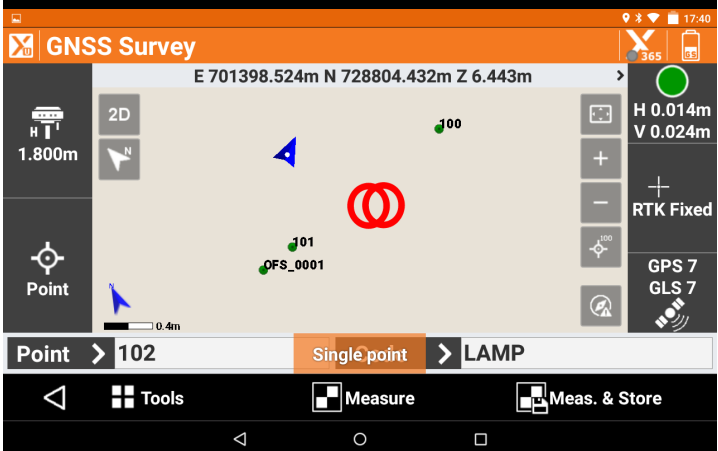 17:40
GNSS Survey
365
GS
E 701398.524m N 728804.432m Z 6.443m
H 0.014m
V 0.024m
2D
100
H
1.800m
N
RTK Fixed
100
101
OFS_0001
Point
N
GPS 7
GLS 7
0.4m
Point
102
Single point
LAMP
Tools
Measure
Meas. & Store